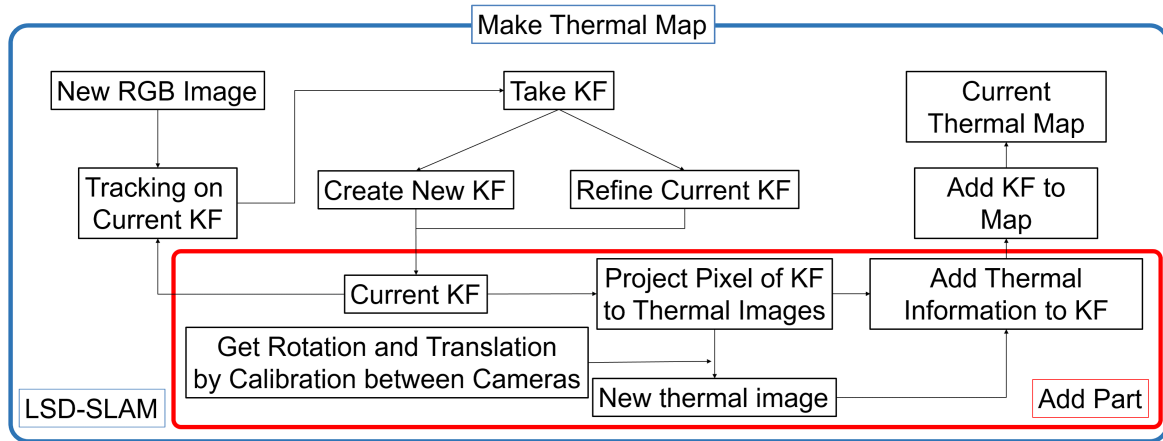 Make Thermal Map
New RGB Image
Take KF
Current
Thermal Map
Tracking on
Current KF
Create New KF
Refine Current KF
Add KF to
Map
Current KF
Project Pixel of KF
to Thermal Images
Add Thermal
Information to KF
Get Rotation and Translation
by Calibration between Cameras
New thermal image
LSD-SLAM
Add Part